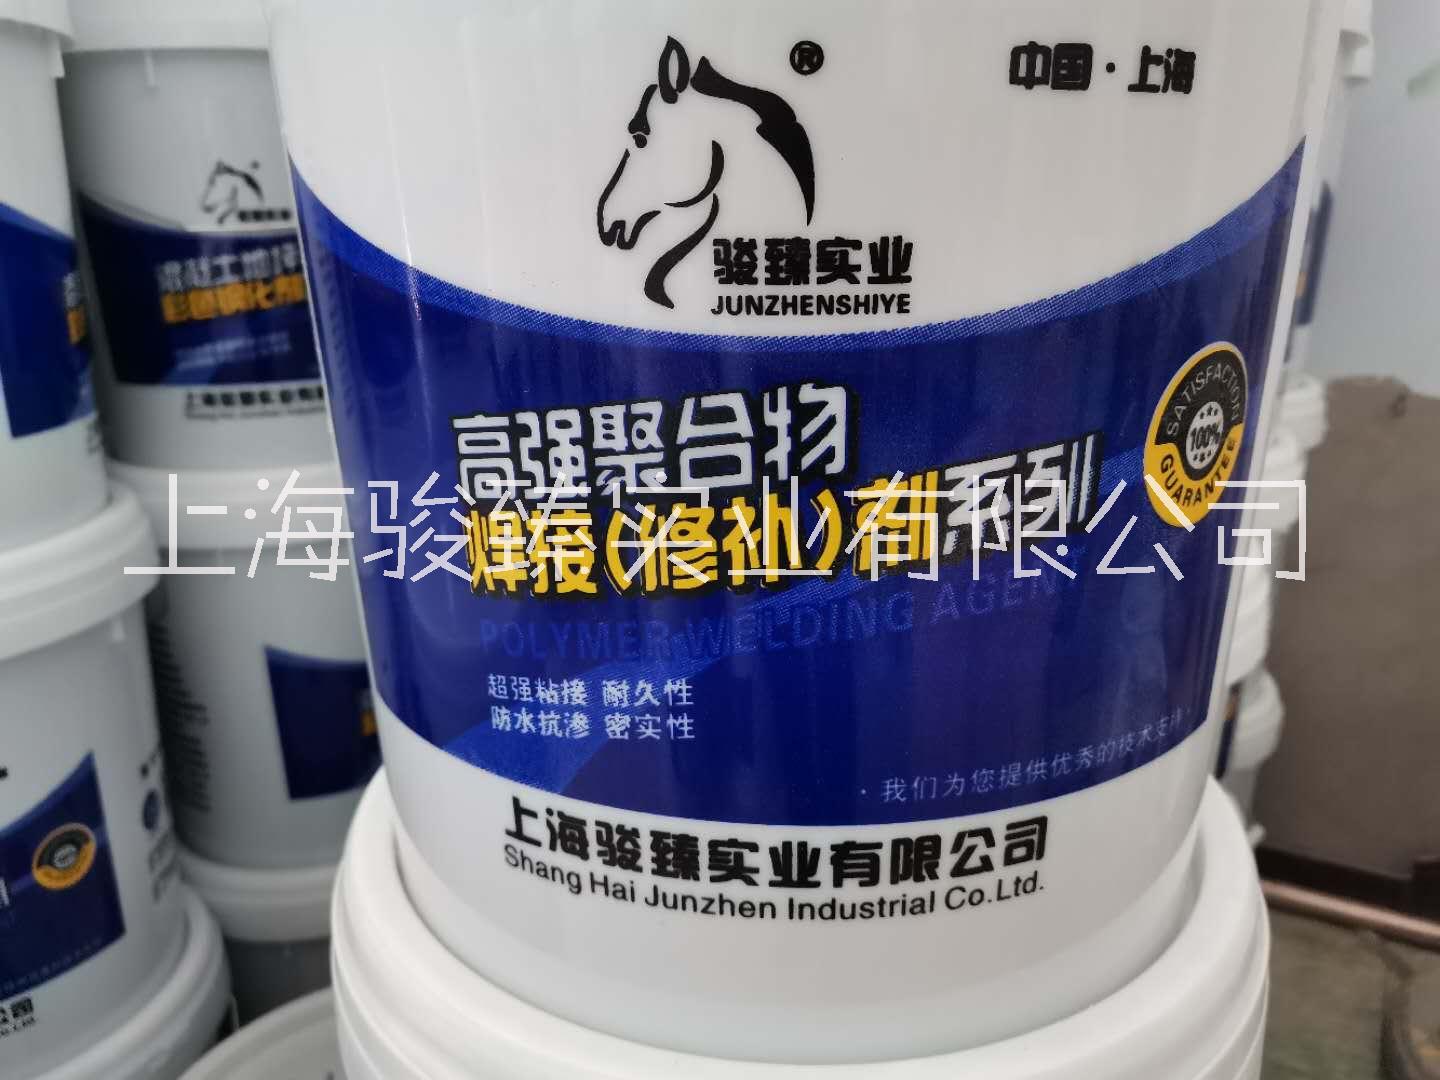 ®
中国·上海
骏臻实业
JUNZHENSHIYE
高强聚合物
焊接(修补)剂系列
POLYMER WELDING AGENT
SATISFACTION
100%
GUARANTEE
超强粘接 耐久性
防水抗渗 密实性
·我们为您提供优秀的技术支持·
上海骏臻实业有限公司
Shang Hai Junzhen Industrial Co.Ltd.
上海骏臻实业有限公司